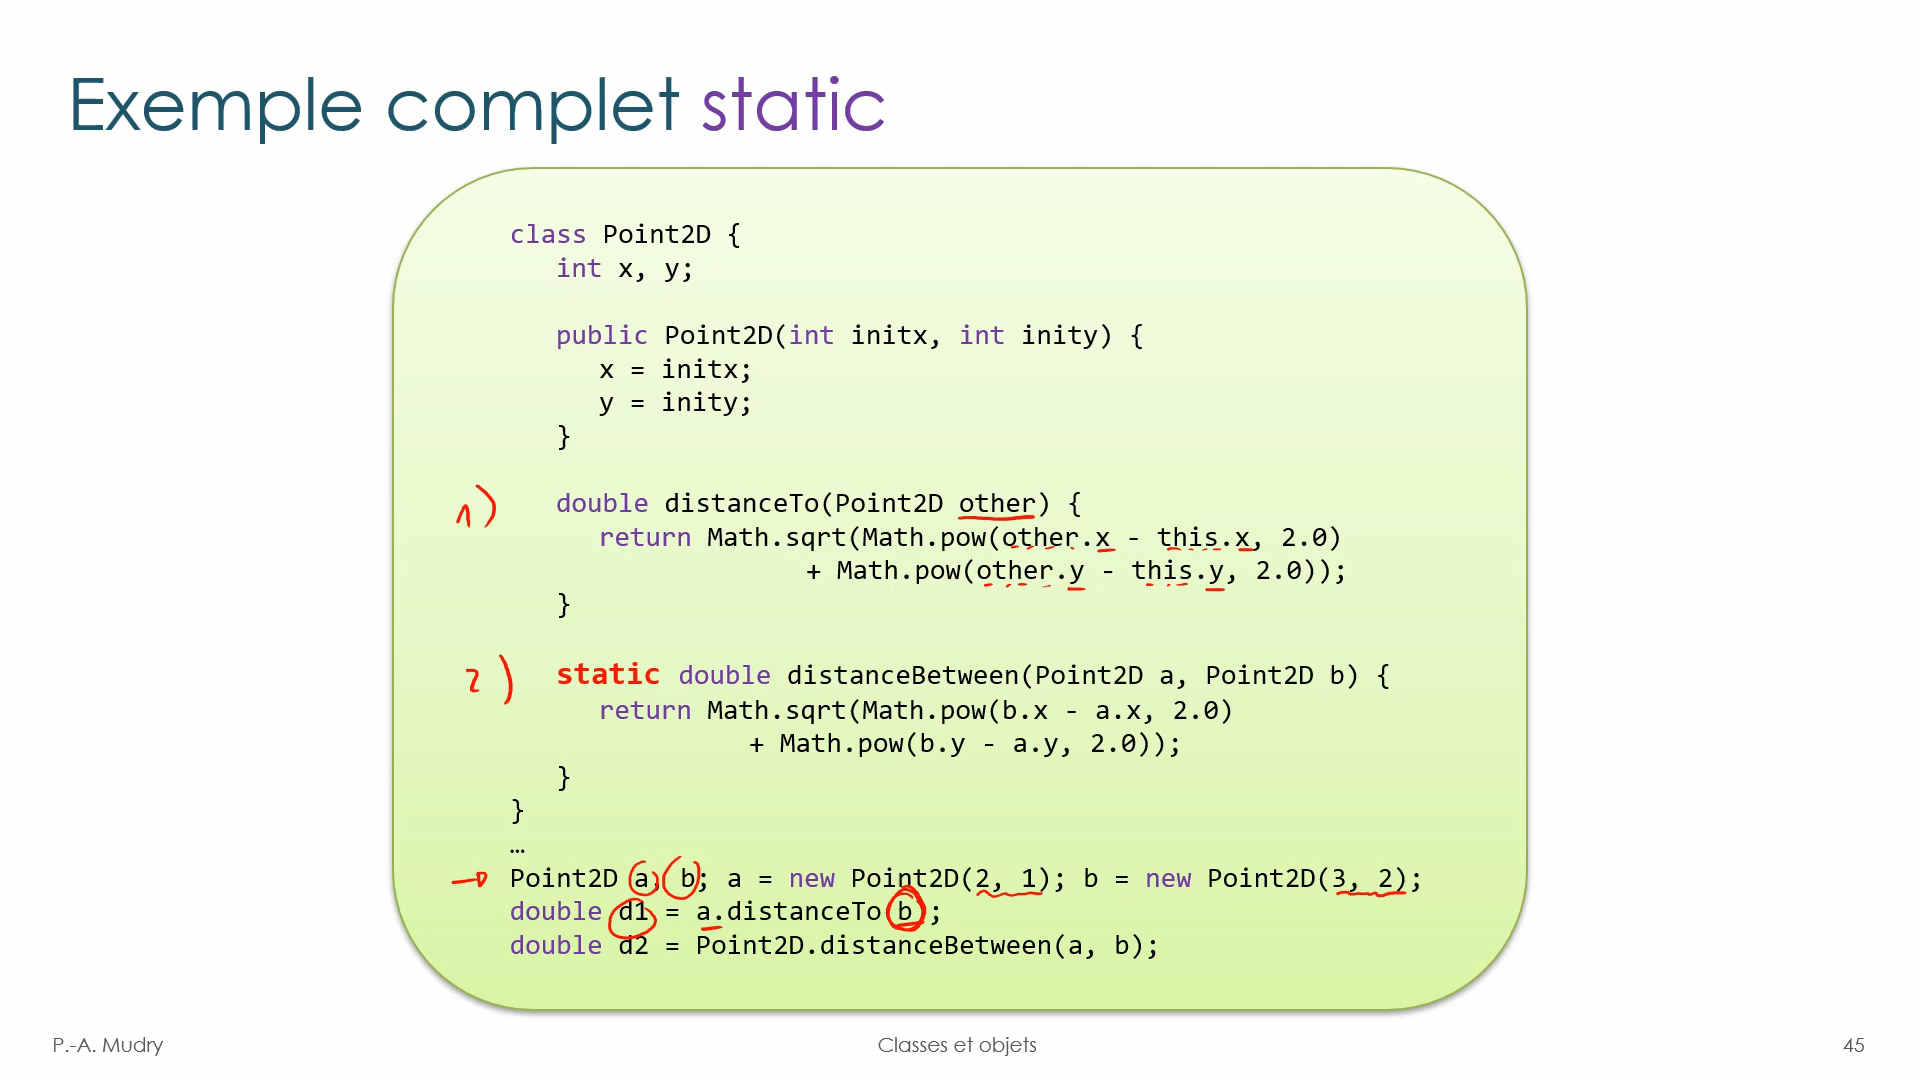 Exemple complet static
class Point2D {
int x, y;
public Point2D(int initx, int inity) {
x = initx;
y = inity;
}
1)
double distanceTo(Point2D other) {
return Math.sqrt(Math.pow(other.x - this.x, 2.0)
+ Math.pow(other.y - this.y, 2.0));
}
2)
static double distanceBetween(Point2D a, Point2D b) {
return Math.sqrt(Math.pow(b.x - a.x, 2.0)
+ Math.pow(b.y - a.y, 2.0));
}
}
…
Point2D a, b; a = new Point2D(2, 1); b = new Point2D(3, 2);
double d1 = a.distanceTo(b);
double d2 = Point2D.distanceBetween(a, b);
P.-A. Mudry
Classes et objets
45